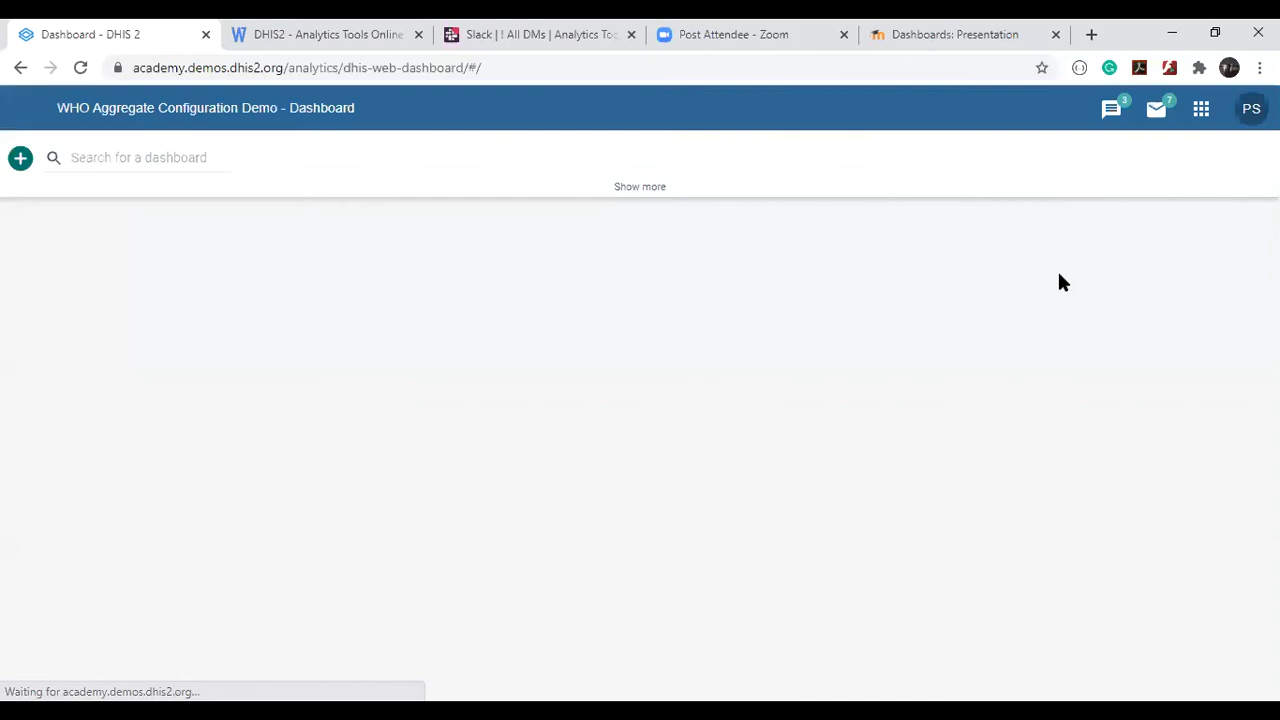 Dashboard - DHIS 2
DHIS2 - Analytics Tools Online
Slack | ! All DMs | Analytics Too
Post Attendee - Zoom
Dashboards: Presentation
academy.demos.dhis2.org/analytics/dhis-web-dashboard/#/
WHO Aggregate Configuration Demo - Dashboard
3
7
PS
Search for a dashboard
Show more
Waiting for academy.demos.dhis2.org...